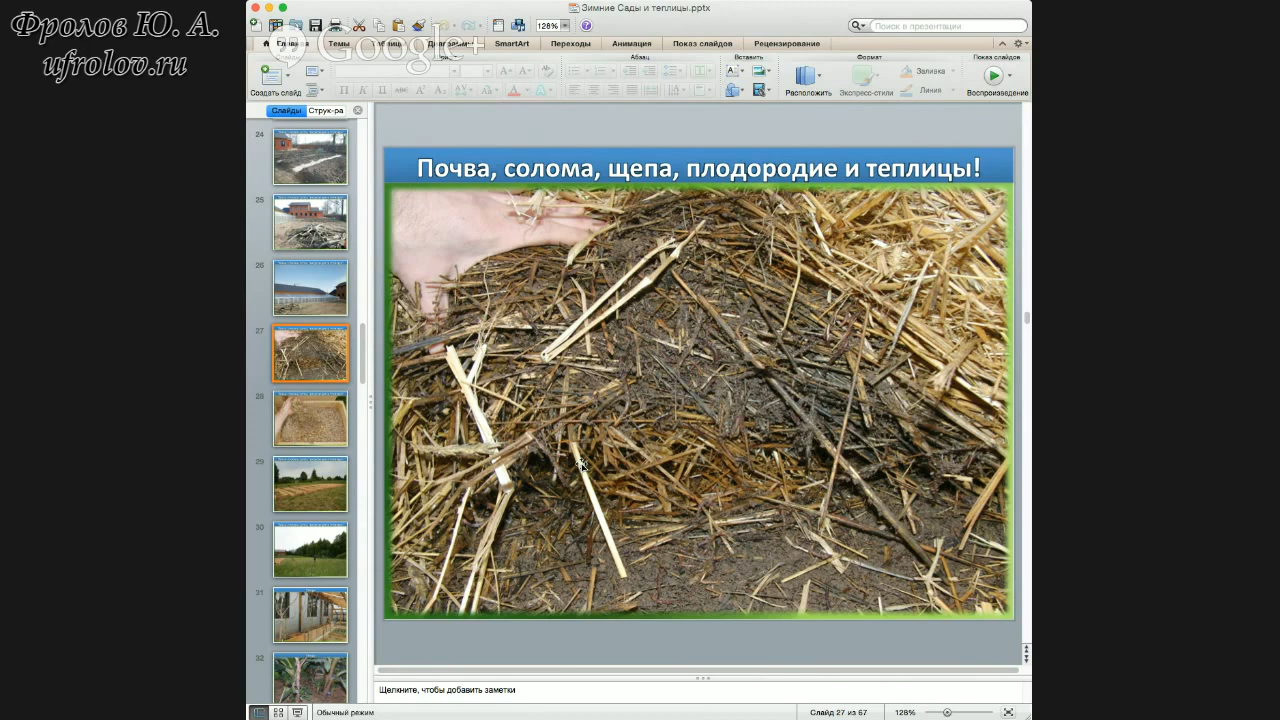 Фролов Ю. А.
ufrolov.ru
Google+
Зимние Сады и теплицы.pptx
128%
Поиск в презентации
Темы
SmartArt
Переходы
Анимация
Показ слайдов
Рецензирование
Абзац
Вставить
Формат
Показ слайдов
Создать слайд
Расположить
Экспресс-стили
Заливка
Линия
Воспроизведение
Слайды
Струк-ра
24
25
26
27
28
29
30
31
32
Почва, солома, щепа, плодородие и теплицы!
Щелкните, чтобы добавить заметки
Обычный режим
Слайд 27 из 67
128%